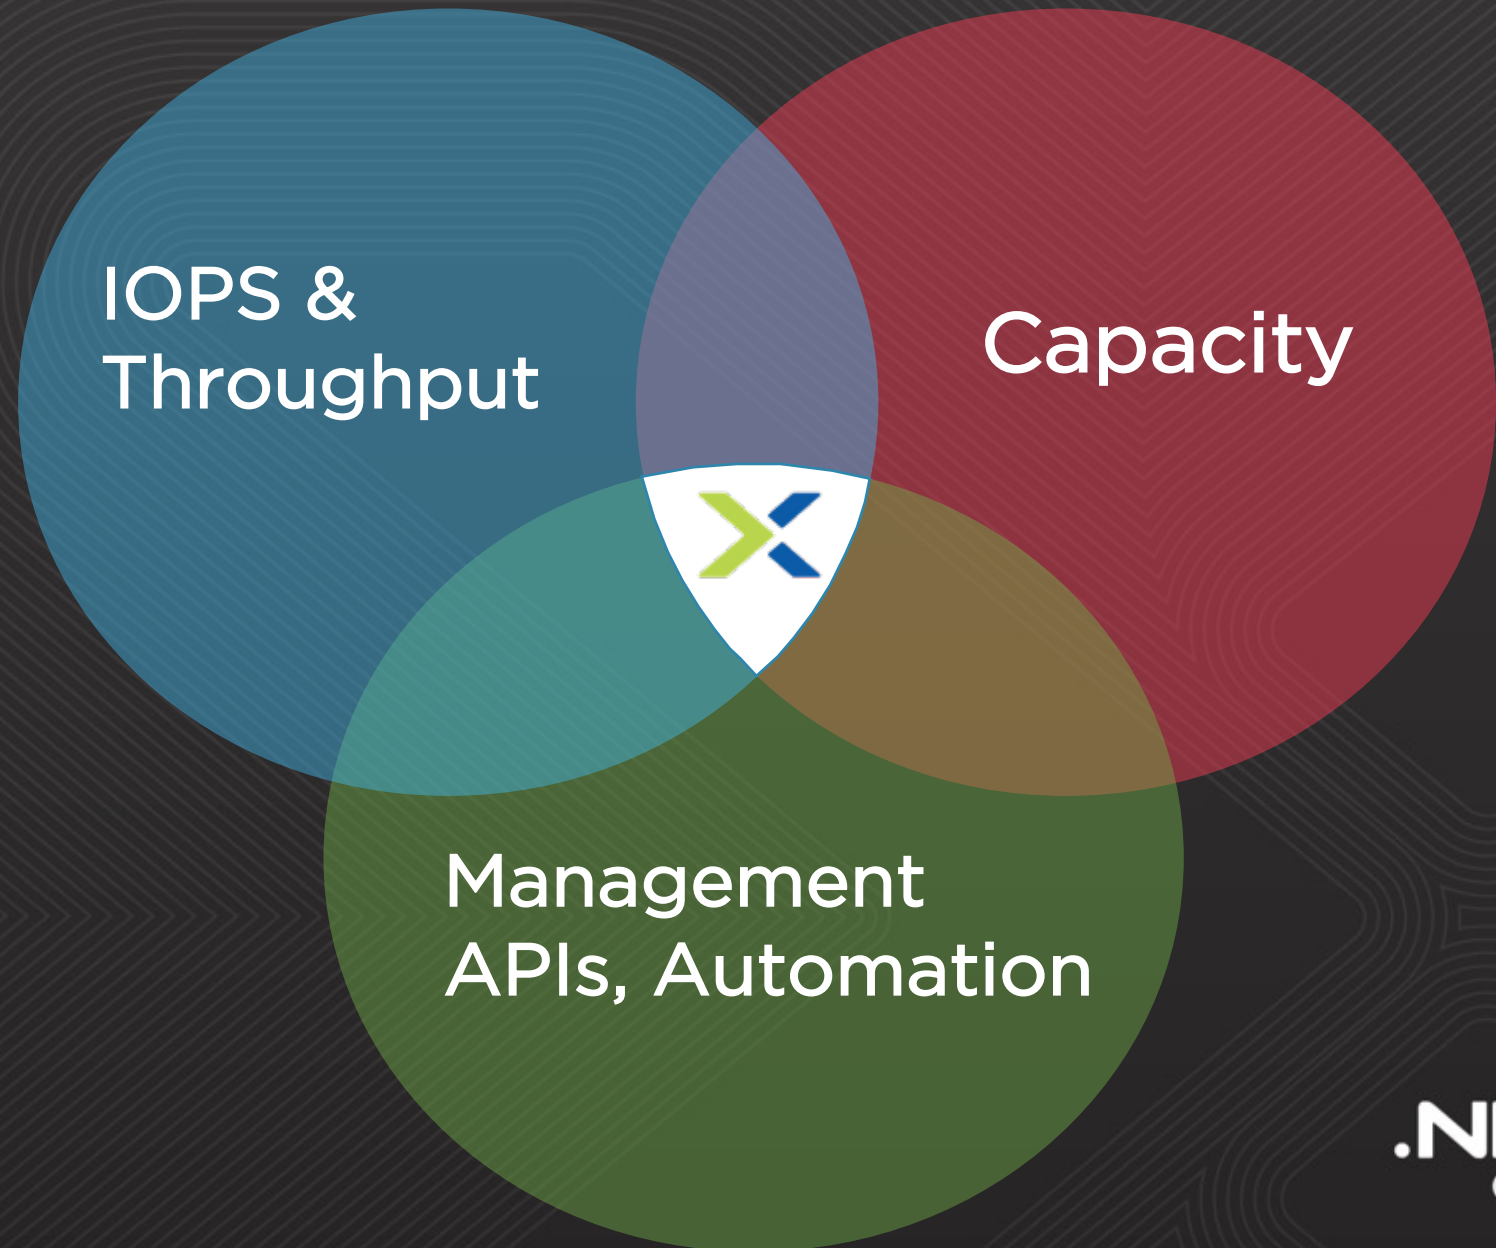 IOPS &
Throughput
Capacity
Management
APIs, Automation
.N